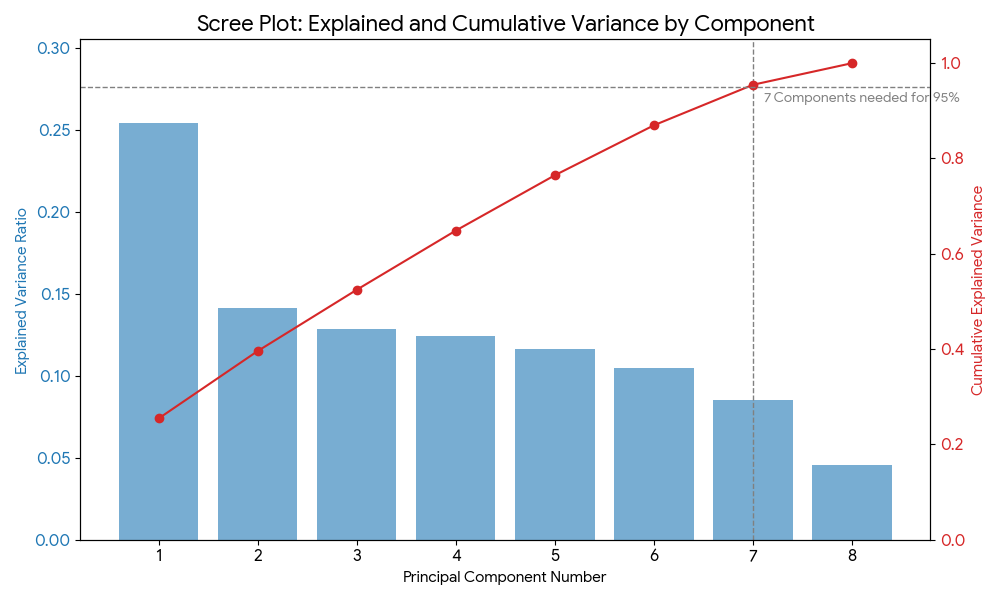 Scree Plot: Explained and Cumulative Variance by Component
Explained Variance Ratio
0.30
0.25
0.20
0.15
0.10
0.05
0.00
7 Components needed for 95%
1.0
0.8
0.6
0.4
0.2
0.0
Cumulative Explained Variance
1 2 3 4 5 6 7 8
Principal Component Number